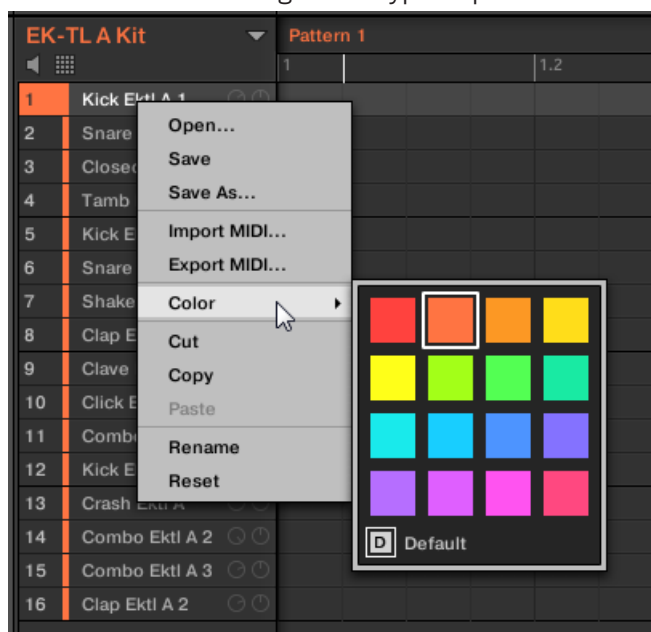 EK-TL A Kit
Pattern 1
1
1.2
1 Kick Ektl A 1
2 Snare
3 Closed
4 Tamb
5 Kick E
6 Snare
7 Shake
8 Clap E
9 Clave
10 Click E
11 Combo
12 Kick E
13 Crash Ektl A
14 Combo Ektl A 2
15 Combo Ektl A 3
16 Clap Ektl A 2
Open...
Save
Save As...
Import MIDI...
Export MIDI...
Color
Cut
Copy
Paste
Rename
Reset
D Default